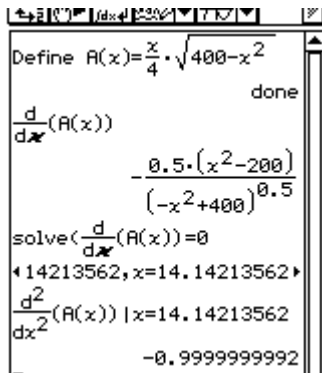 Define A(x)=x/4·√400-x²
done
d/dx(A(x))
-0.5·(x²-200)/(-x²+400)^0.5
solve(d/dx(A(x))=0
◂14213562,x=14.14213562▸
d²/dx²(A(x))|x=14.14213562
-0.9999999992